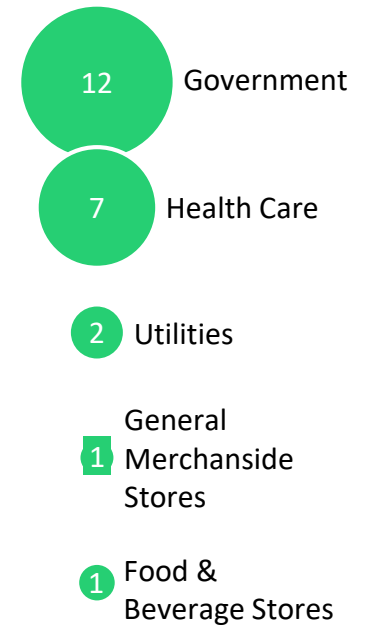 12 Government
7 Health Care
2 Utilities
General
1 Merchanside
Stores
1 Food &
Beverage Stores